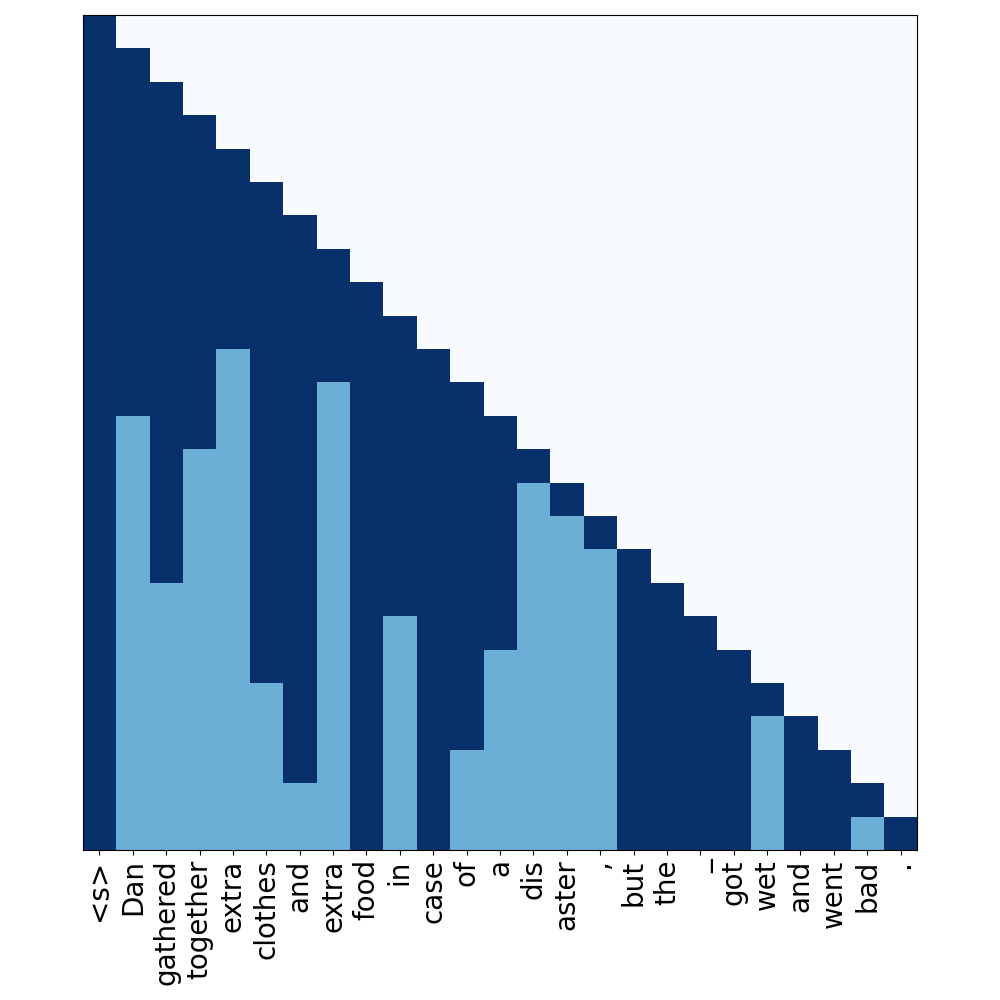 <s> Dan gathered together extra clothes and extra food in case of a dis aster , but the _ got wet and went bad .